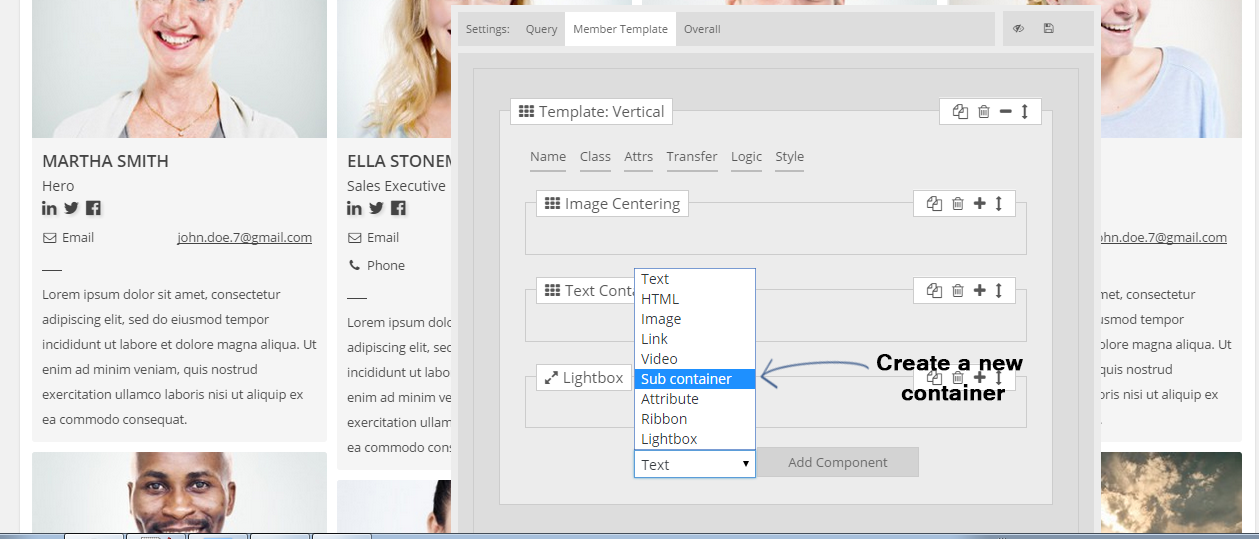 Settings: Query Member Template Overall
Template: Vertical
Name Class Attrs Transfer Logic Style
Image Centering
Text Conta
Text
HTML
Image
Link
Video
Sub container
Attribute
Ribbon
Lightbox
Lightbox
Text
Add Component
Create a new
container
MARTHA SMITH
Hero
Email john.doe.7@gmail.com
Lorem ipsum dolor sit amet, consectetur
adipiscing elit, sed do eiusmod tempor
incididunt ut labore et dolore magna aliqua. Ut
enim ad minim veniam, quis nostrud
exercitation ullamco laboris nisi ut aliquip ex
ea commodo consequat.
ELLA STONEM
Sales Executive
Email
Phone
Lorem ipsum dolo
adipiscing elit, sed
incididunt ut labo
enim ad minim ve
exercitation ullam
ea commodo cons
ohn.doe.7@gmail.com
met, consectetur
usmod tempor
olore magna aliqua. Ut
quis nostrud
oris nisi ut aliquip ex